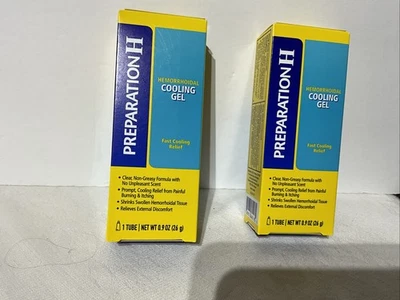 PREPARATION H
HEMORRHOIDAL
COOLING
GEL
Fast Cooling
Relief
• Clear, Non-Greasy Formula with
No Unpleasant Scent
• Prompt, Cooling Relief from Painful
Burning & Itching
• Shrinks Swollen Hemorrhoidal Tissue
• Relieves External Discomfort
1 TUBE | NET WT 0.9 OZ (26 g)
PREPARATION H
HEMORRHOIDAL
COOLING
GEL
Fast Cooling
Relief
• Clear, Non-Greasy Formula with
No Unpleasant Scent
• Prompt, Cooling Relief from Painful
Burning & Itching
• Shrinks Swollen Hemorrhoidal Tissue
• Relieves External Discomfort
1 TUBE | NET WT 0.9 OZ (26 g)